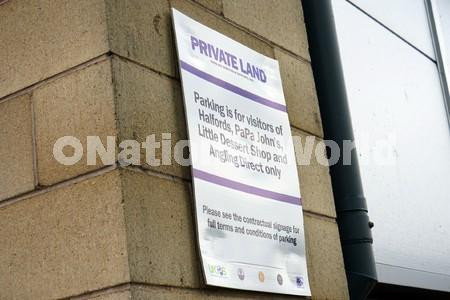 PRIVATE LAND
Parking is for visitors of
Halfords, PaPa John's,
Little Dessert Shop and
Angling Direct only
Please see the contractual signage for
full terms and conditions of parking